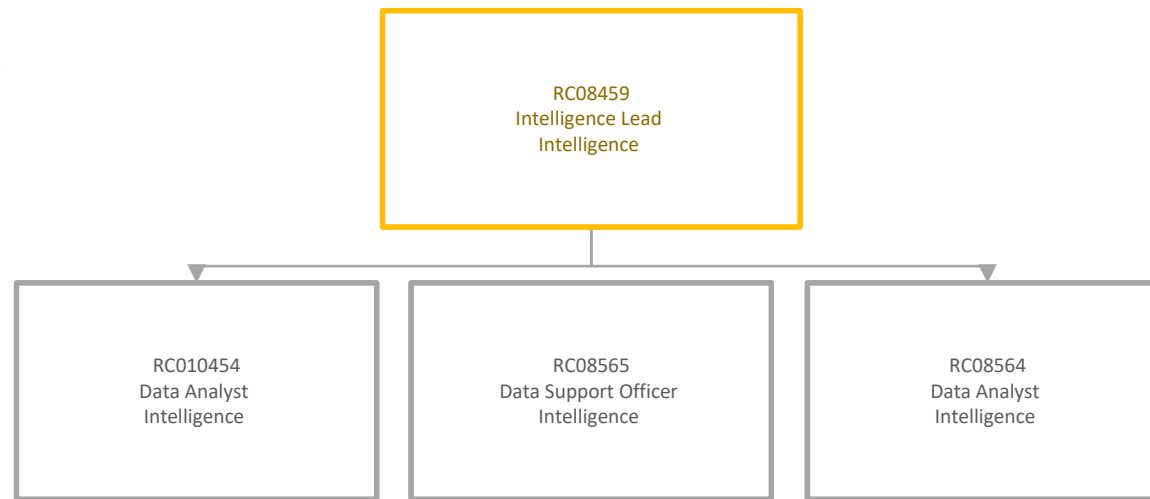 RC08459
Intelligence Lead
Intelligence
RC010454
Data Analyst
Intelligence
RC08565
Data Support Officer
Intelligence
RC08564
Data Analyst
Intelligence